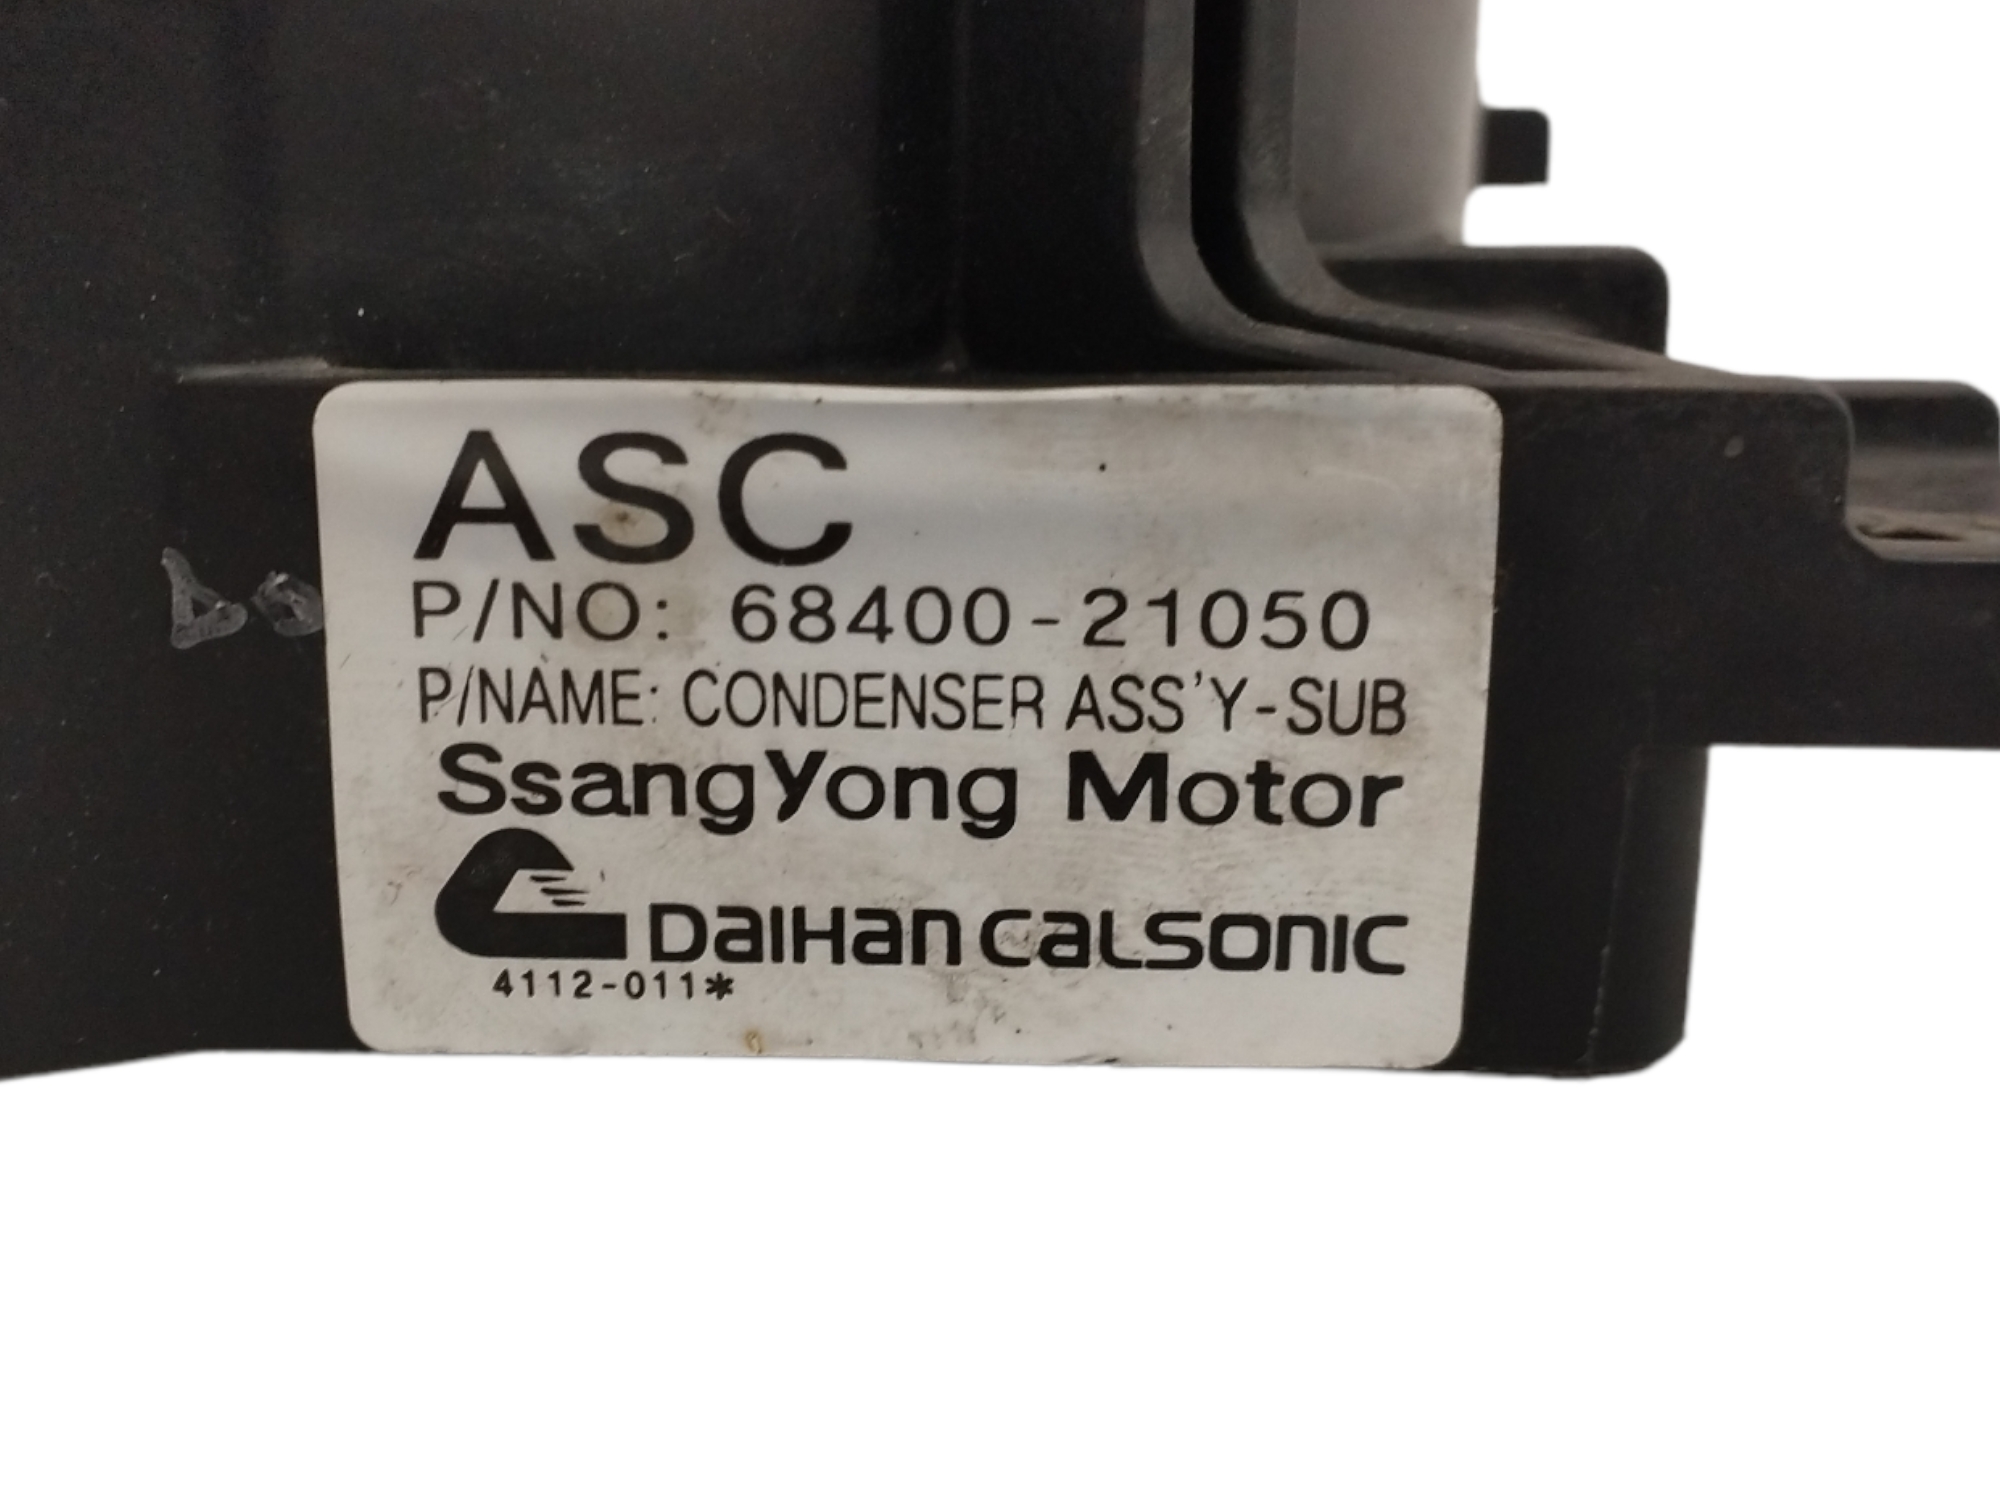 ASC
P/NO: 68400-21050
P/NAME: CONDENSER ASS'Y-SUB
SsangYong Motor
DAIHAN CALSONIC
4112-011*